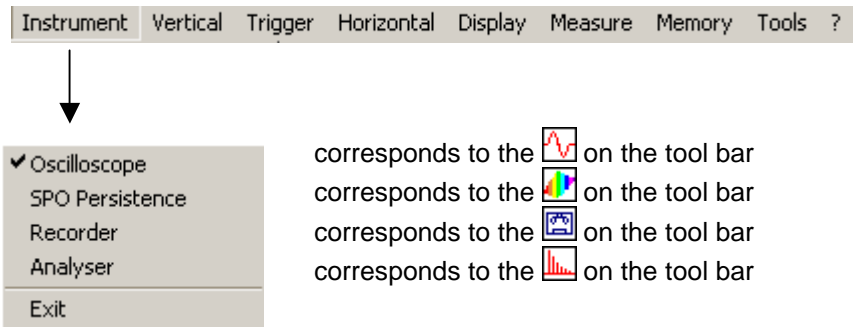 Instrument Vertical Trigger Horizontal Display Measure Memory Tools ?
Oscilloscope corresponds to the on the tool bar
SPO Persistence corresponds to the on the tool bar
Recorder corresponds to the on the tool bar
Analyser corresponds to the on the tool bar
Exit